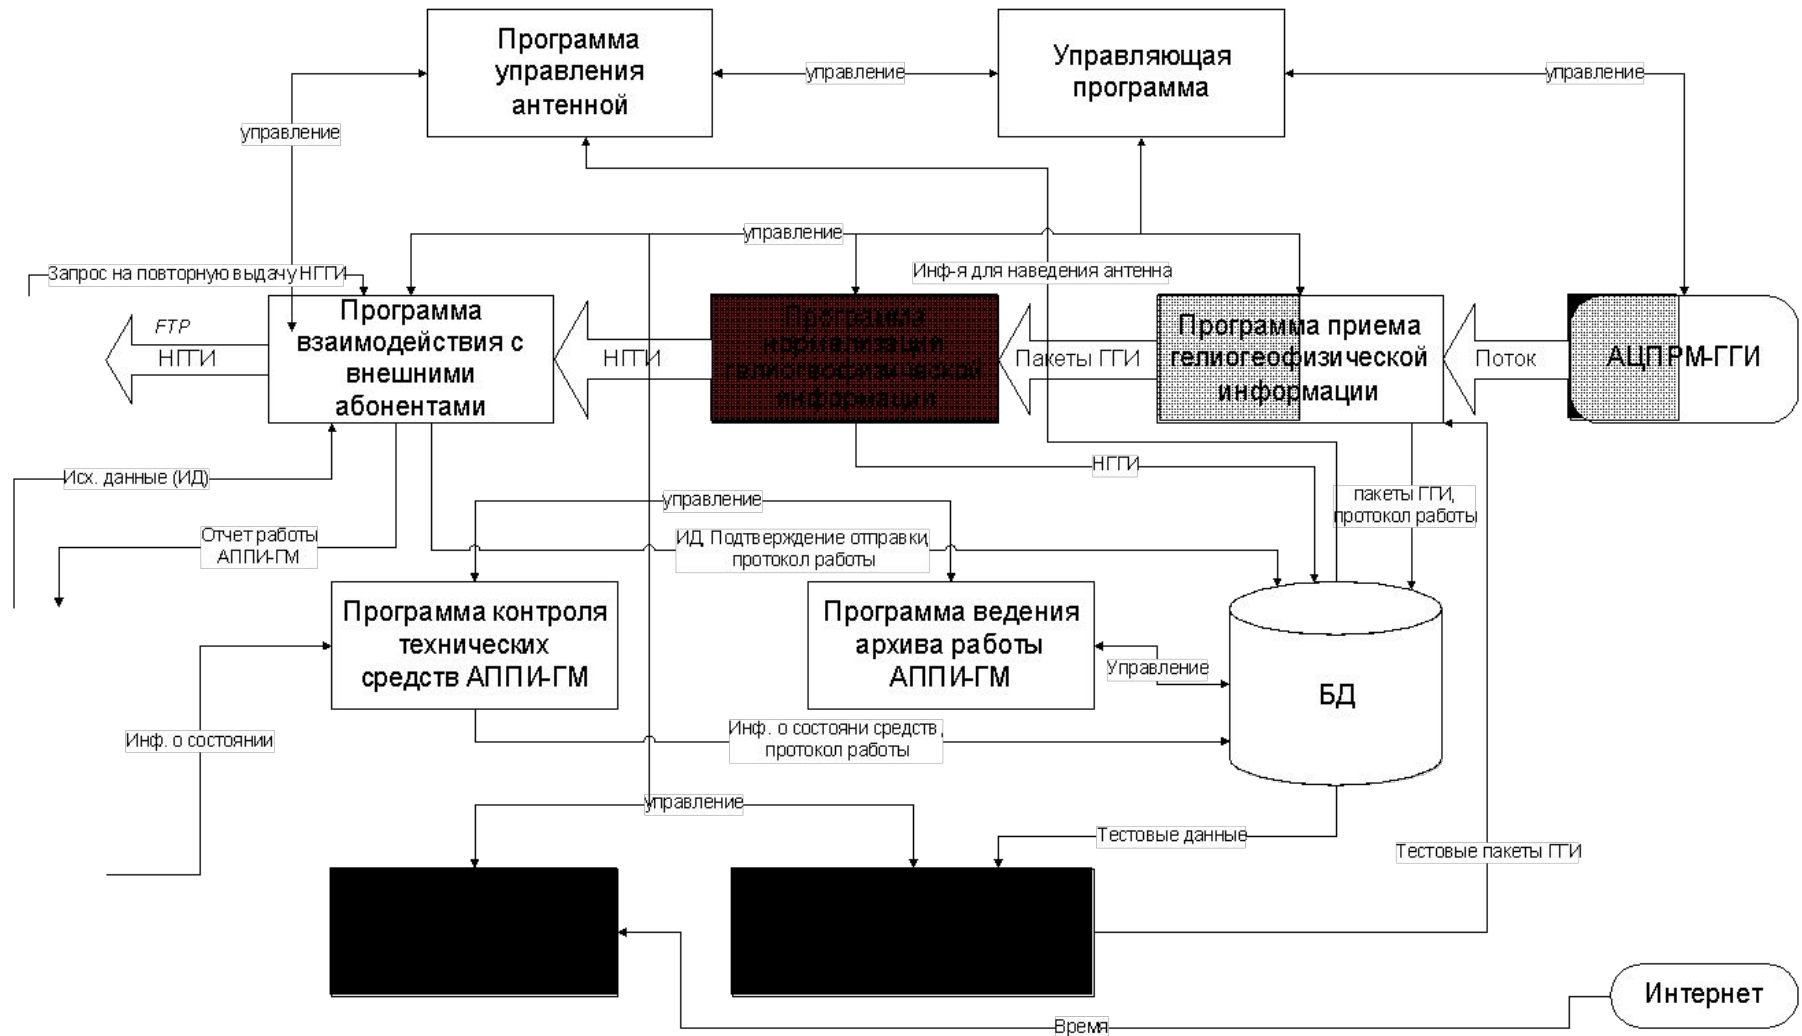 Программа
управления
антенной
управление
Управляющая
программа
управление
управление
управление
Запрос на повторную выдачу НГГИ
Инф-я для наведения антенна
FTP
НГГИ
Программа
взаимодействия с
внешними
абонентами
НГГИ
Программа
нормализации
гелиогеофизической
информации
Пакеты ГГИ
Программа приема
гелиогеофизической
информации
Поток
АЦПРМ-ГГИ
Исх. данные (ИД)
НГГИ
управление
пакеты ГГИ,
протокол работы
Отчет работы
АППИ-ГМ
ИД, Подтверждение отправки,
протокол работы
Программа контроля
технических
средств АППИ-ГМ
Программа ведения
архива работы
АППИ-ГМ
Управление
БД
Инф. о состоянии
Инф. о состояни средств,
протокол работы
управление
Тестовые данные
Тестовые пакеты ГГИ
Интернет
Время